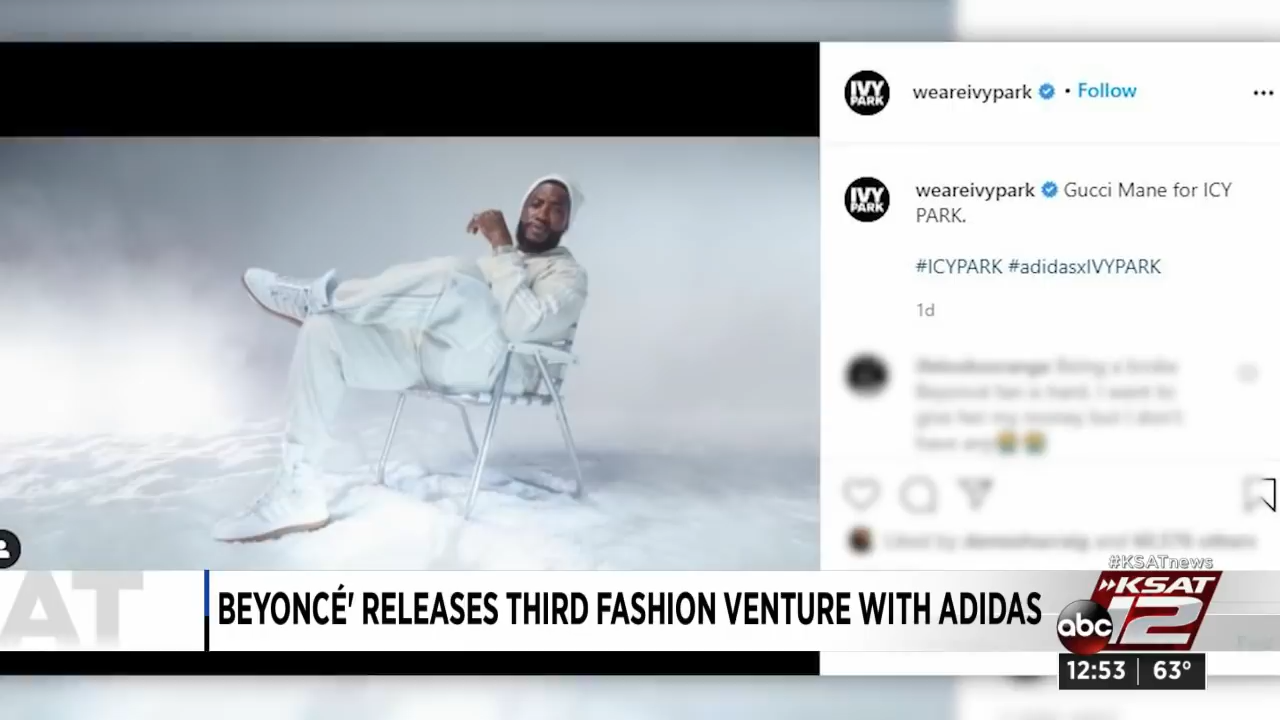 IVY
PARK
weareivypark • Follow
IVY
PARK
weareivypark Gucci Mane for ICY
PARK.
#ICYPARK #adidasxIVYPARK
1d
#KSATnews
AT
BEYONCÉ' RELEASES THIRD FASHION VENTURE WITH ADIDAS
KSAT
abc 12
12:53 63°